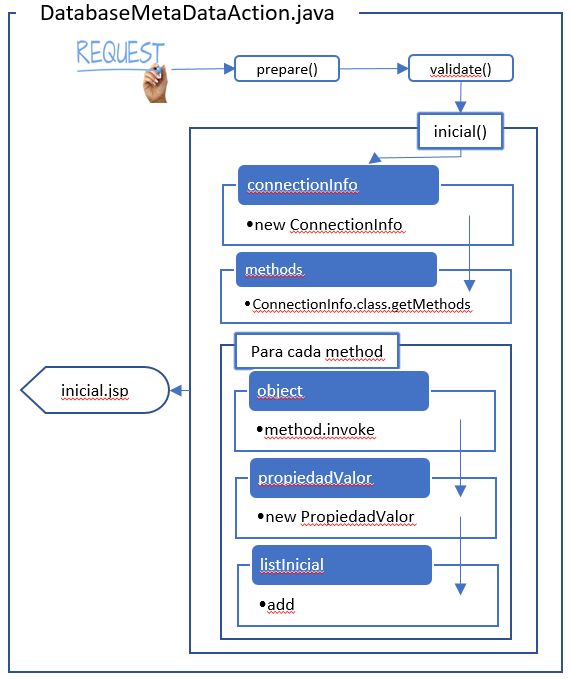 DatabaseMetaDataAction.java
REQUEST
prepare()
validate()
inicial()
connectionInfo
•new ConnectionInfo
methods
•ConnectionInfo.class.getMethods
Para cada method
object
•method.invoke
propiedadValor
•new PropiedadValor
listInicial
•add
inicial.jsp